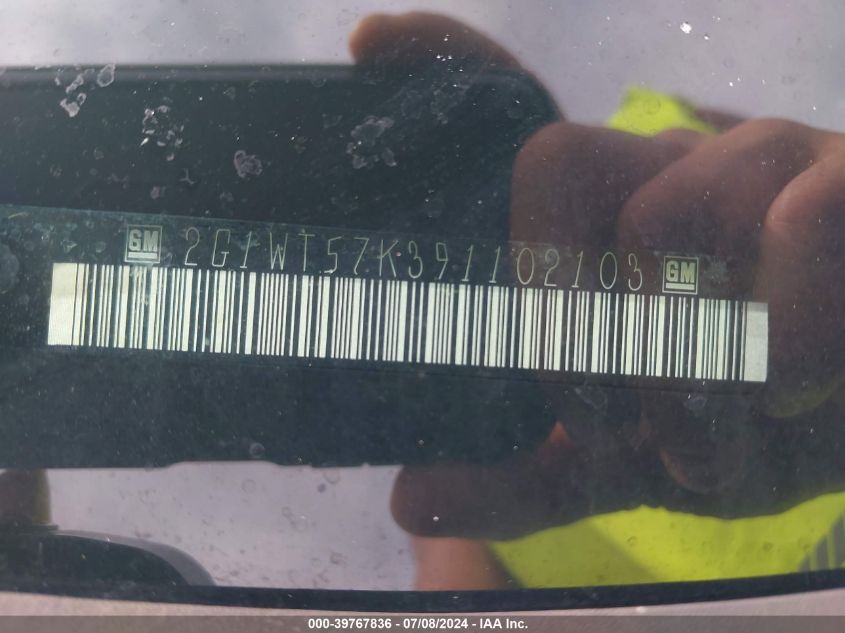 GM 2G1WT57K391102103 GM
000-39767836 - 07/08/2024 - IAA Inc.